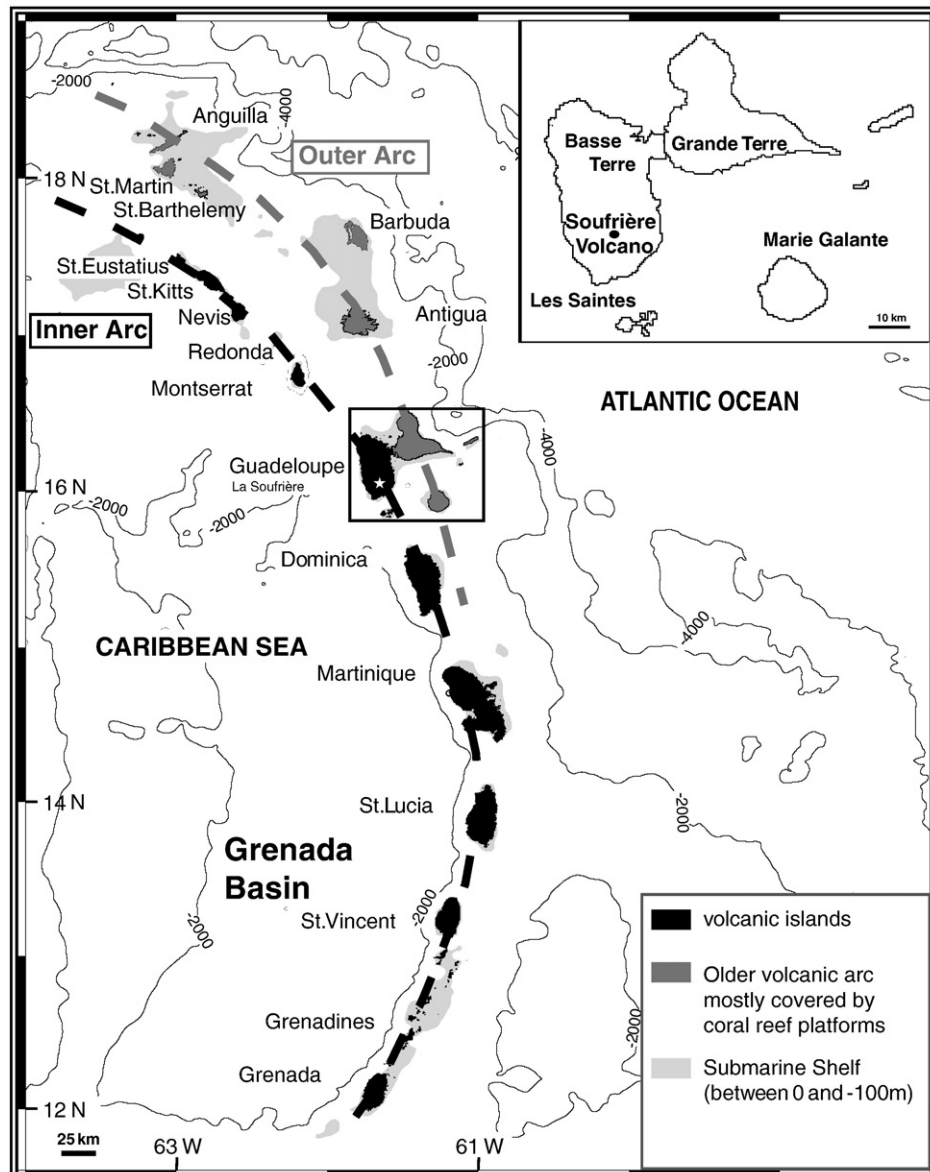 -2000
-4000
Anguilla
Outer Arc
18 N
St.Martin
St.Barthelemy
Barbuda
St.Eustatius
St.Kitts
Nevis
Antigua
Inner Arc
Redonda
Montserrat
-2000
ATLANTIC OCEAN
Basse
Terre
Grande Terre
Soufrière
Volcano
Marie Galante
Les Saintes
10 km
-4000
Guadeloupe
La Soufrière
16 N
-2000
-2000
Dominica
CARIBBEAN SEA
-4000
Martinique
14 N
St.Lucia
-2000
Grenada
Basin
St.Vincent
-2000
-2000
Grenadines
-2000
Grenada
12 N
25 km
63 W
61 W
volcanic islands
Older volcanic arc
mostly covered by
coral reef platforms
Submarine Shelf
(between 0 and -100m)